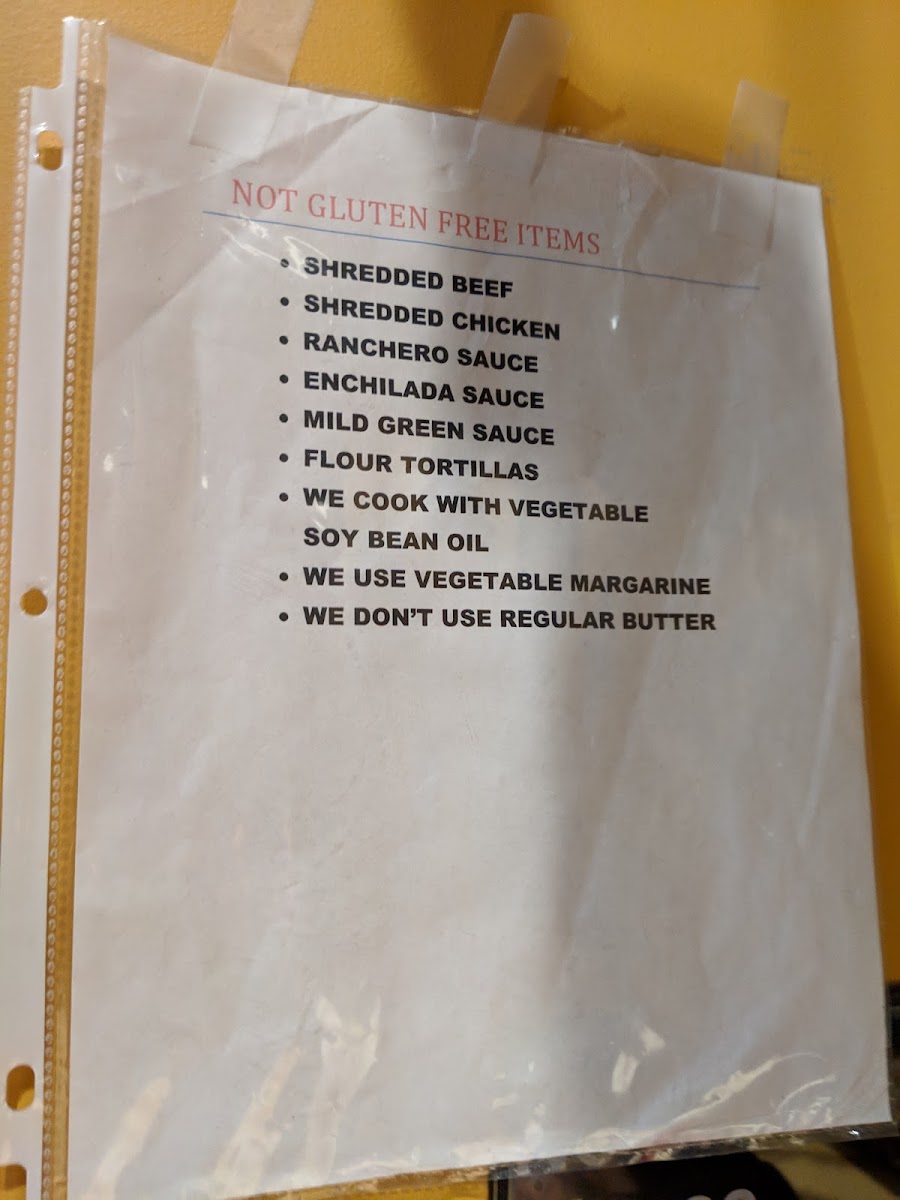 NOT GLUTEN FREE ITEMS
• SHREDDED BEEF
• SHREDDED CHICKEN
• RANCHERO SAUCE
• ENCHILADA SAUCE
• MILD GREEN SAUCE
• FLOUR TORTILLAS
• WE COOK WITH VEGETABLE
SOY BEAN OIL
• WE USE VEGETABLE MARGARINE
• WE DON'T USE REGULAR BUTTER